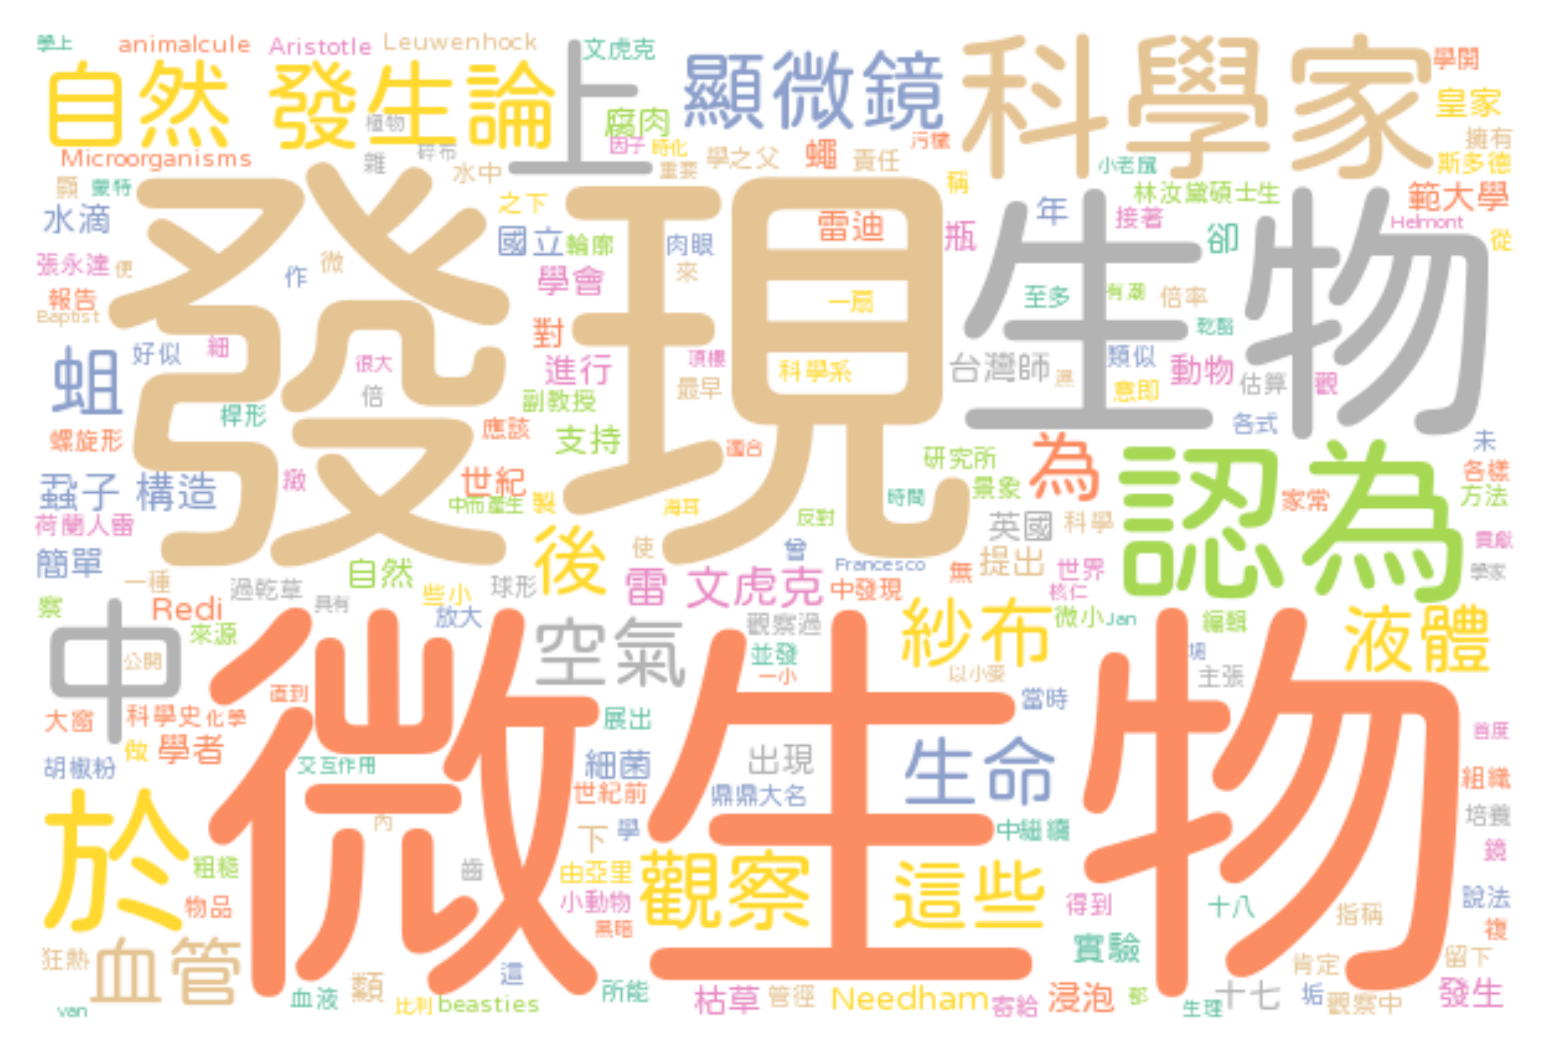 學上 animalcule Aristotle Leuwenhock 文虎克
自然 發生論 上 顯微鏡 科學家 學開
植物 腐肉 皇家
Microorganisms 雜 碎布 因子 時化 污穢 擁有
水中 重要 學之父 蠅 責任 小老鼠 斯多德
顯 蒙特 稱 林汝黛碩士生 範大學
水滴 發現 之下 雷迪 年 接著 Helmont
國立 輪廓 肉眼 瓶 生物 卻 從
張永達 便 作 微 學會 來
報告 一扇 至多 有潮 倍率
Baptist 對 乾酪
蛆 好似 細 很大 進行 頂樓 科學系 台灣師 濕 類似 動物 估算 觀
倍 副教授 最早 意即
桿形 應該 各式
螺旋形 支持 適合 為 認為 未
蝨子 構造 緻 世紀 研究所 各樣
中而產生 製 海耳 時間 景象 家常 方法
荷蘭人雷 後 反對 英國 科學 貢獻
簡單 一種 自然 使 曾 Francesco 提出 世界 學家
過乾草 些小 球形 雷 文虎克 中發現 無 核仁
察 Redi 具有 放大 紗布 微小 Jan 編輯 液體
來源 空氣 觀察過
中 公開 微生物 並發 主張
直到 一小 以小麥 當時
大窗 科學史 化學 展出 首度
做 學者
胡椒粉 交互作用 細菌 出現 生命 組織
世紀前 鼎鼎大名
於 內 下 學 中繼續 培養
粗糙 齒 由亞里 觀察 這些 鏡
物品 小動物 得到 十八 指稱 說法
黑暗 複
狂熱 血管 這 實驗 肯定 留下
血液 顯 比利 beasties 所能 枯草 管徑 Needham 寄給 浸泡 都 生理 十七 垢 觀察中 發生
van